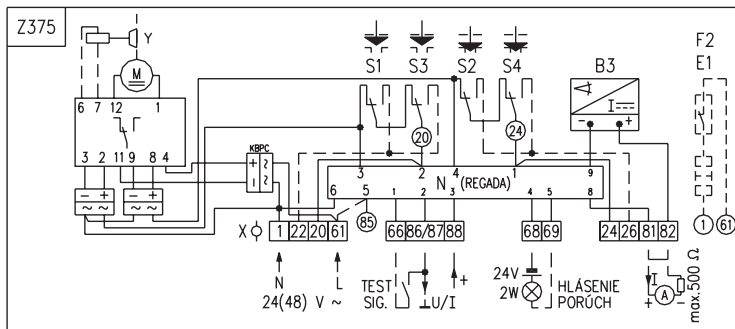 Z375
Y
M
6 7 12 1
3 2 11 9 8 4
KBPC
+ ~
− ~
− +
~ ~
− +
~ ~
S1 S3 S2 S4
B3
I
− +
F2
E1
20
24
3 2 4 1 9
N (REGADA)
6 5 1 2 3 4 5 8
85
X
1 22 20 61
66 86/87 88
68 69
24 26 81 82
1 61
N L
24(48) V ~
TEST
SIG.
U/I
+
24V
2W
HLÁSENIE
PORÚCH
I
A
+ −
max.500 Ω